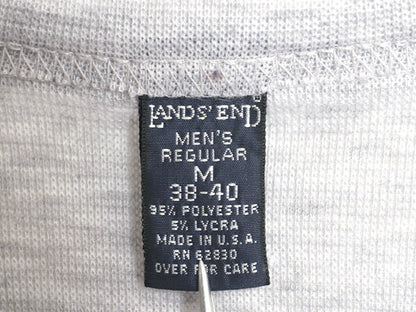 LANDS' END
MEN'S
REGULAR
M
38-40
95% POLYESTER
5% LYCRA
MADE IN U.S.A.
RN 62830
OVER FOR CARE